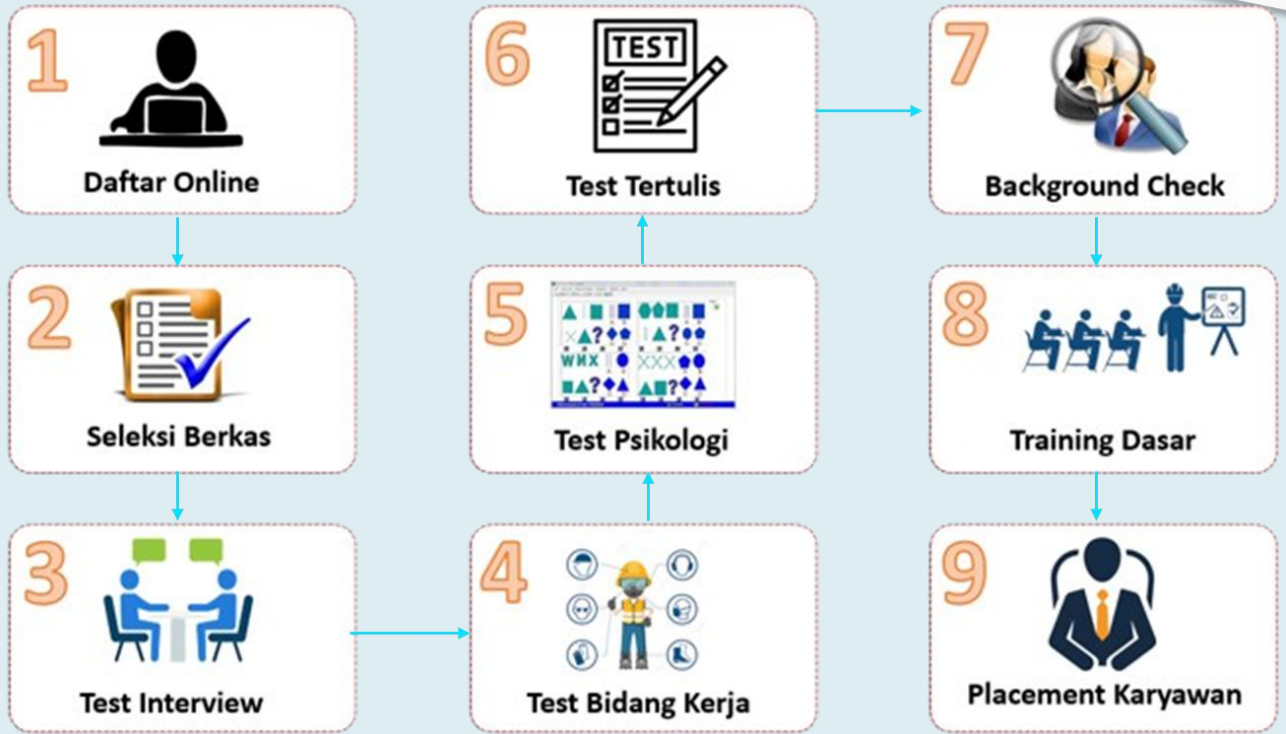 1
Daftar Online
2
Seleksi Berkas
3
Test Interview
4
Test Bidang Kerja
5
Test Psikologi
6
TEST
Test Tertulis
7
Background Check
8
Training Dasar
9
Placement Karyawan